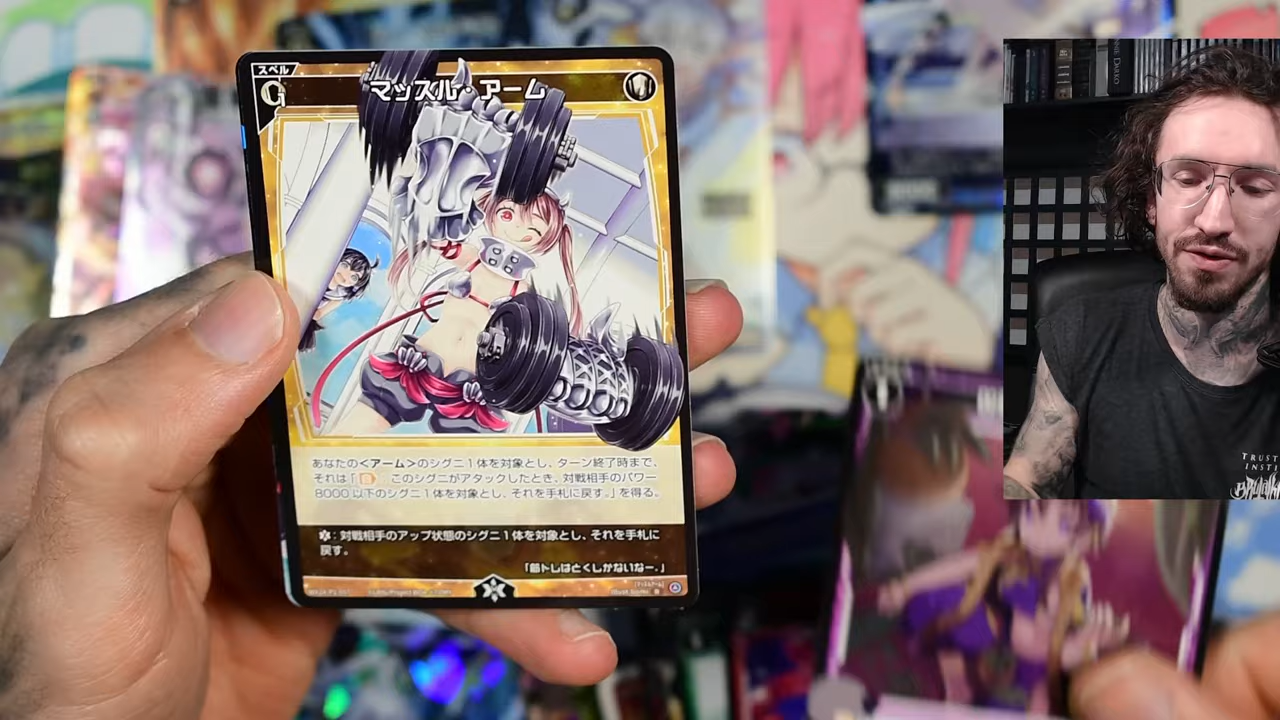 スペル
マッスル・アーム
あなたの<アーム>のシグニ1体を対象とし、ターン終了時まで、
それは「自：このシグニがアタックしたとき、対戦相手のパワー
8000以下のシグニ1体を対象とし、それを手札に戻す。」を得る。
：対戦相手のアップ状態のシグニ1体を対象とし、それを手札に
戻す。
「筋トレはとくしかないなー。」
TRUST
INSTI